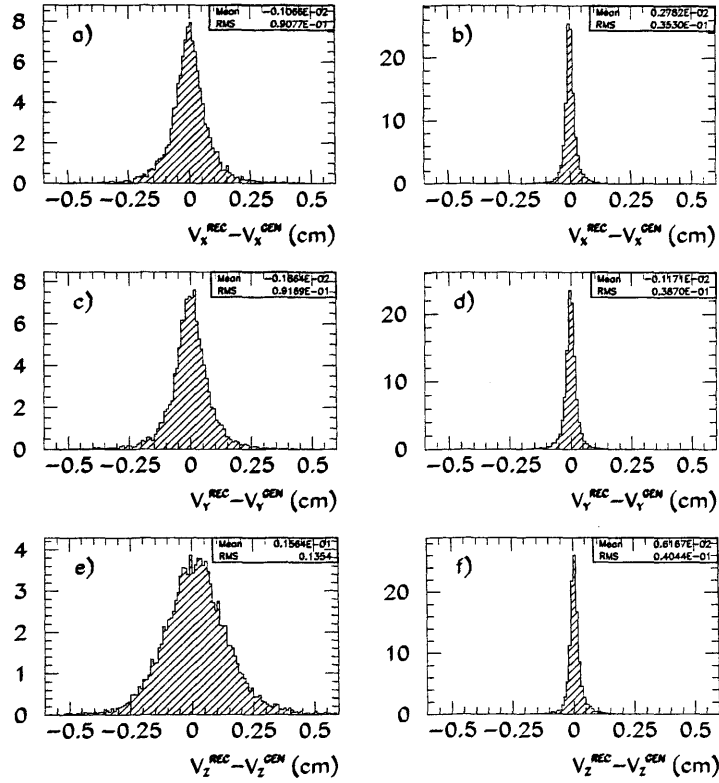 a)
Mean -0.1066E-02
RMS 0.9077E-01
8
6
4
2
0
-0.5 -0.25 0 0.25 0.5
V_X^REC-V_X^GEN (cm)
b)
Mean 0.2782E-02
RMS 0.3530E-01
20
10
0
-0.5 -0.25 0 0.25 0.5
V_X^REC-V_X^GEN (cm)
c)
Mean -0.1664E-02
RMS 0.9169E-01
8
6
4
2
0
-0.5 -0.25 0 0.25 0.5
V_Y^REC-V_Y^GEN (cm)
d)
Mean -0.1171E-02
RMS 0.3670E-01
20
10
0
-0.5 -0.25 0 0.25 0.5
V_Y^REC-V_Y^GEN (cm)
e)
Mean 0.1564E-01
RMS 0.1354
4
3
2
1
0
-0.5 -0.25 0 0.25 0.5
V_Z^REC-V_Z^GEN (cm)
f)
Mean 0.6167E-02
RMS 0.4044E-01
20
10
0
-0.5 -0.25 0 0.25 0.5
V_Z^REC-V_Z^GEN (cm)